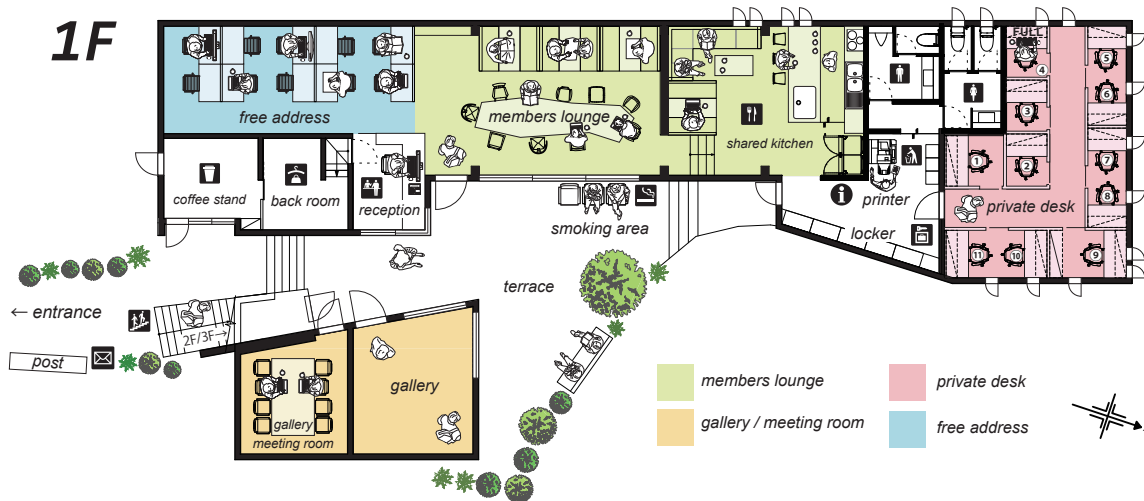 1F
free address
members lounge
shared kitchen
FULL
4
5
6
3
7
1
2
8
private desk
11
10
9
coffee stand
back room
reception
smoking area
printer
locker
terrace
← entrance
2F/3F→
post
gallery
gallery /
meeting room
members lounge
gallery / meeting room
private desk
free address